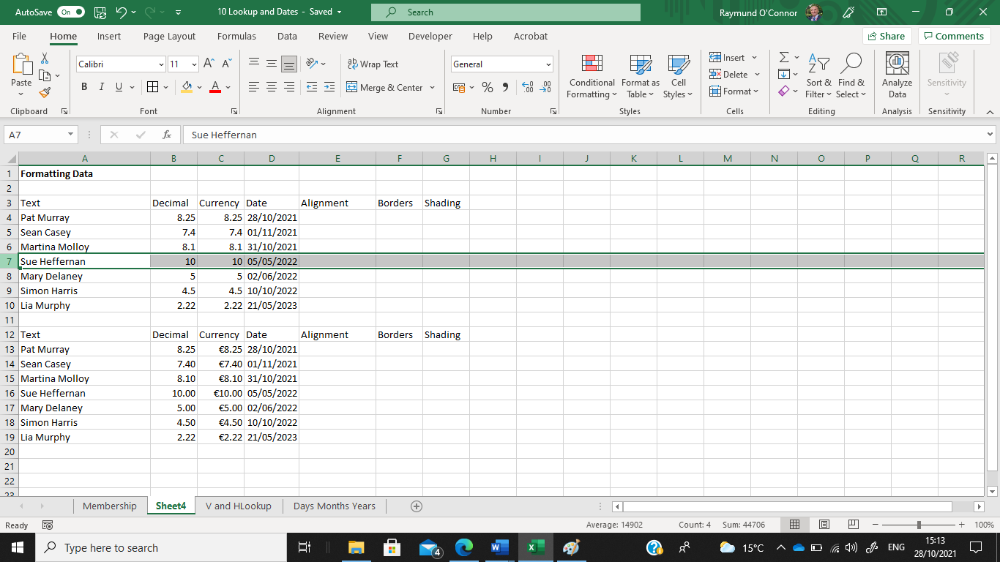 AutoSave On 10 Lookup and Dates - Saved Search Raymund O'Connor
File Home Insert Page Layout Formulas Data Review View Developer Help Acrobat Share Comments
Calibri 11 Wrap Text General Insert
Paste B I U Merge & Center % Conditional Formatting Format as Table Cell Styles Delete Format Sort & Filter Find & Select Analyze Data Sensitivity
Clipboard Font Alignment Number Styles Cells Editing Analysis Sensitivity
A7 fx Sue Heffernan
A B C D E F G H I J K L M N O P Q R
1 Formatting Data
2
3 Text Decimal Currency Date Alignment Borders Shading
4 Pat Murray 8.25 8.25 28/10/2021
5 Sean Casey 7.4 7.4 01/11/2021
6 Martina Molloy 8.1 8.1 31/10/2021
7 Sue Heffernan 10 10 05/05/2022
8 Mary Delaney 5 5 02/06/2022
9 Simon Harris 4.5 4.5 10/10/2022
10 Lia Murphy 2.22 2.22 21/05/2023
11
12 Text Decimal Currency Date Alignment Borders Shading
13 Pat Murray 8.25 €8.25 28/10/2021
14 Sean Casey 7.40 €7.40 01/11/2021
15 Martina Molloy 8.10 €8.10 31/10/2021
16 Sue Heffernan 10.00 €10.00 05/05/2022
17 Mary Delaney 5.00 €5.00 02/06/2022
18 Simon Harris 4.50 €4.50 10/10/2022
19 Lia Murphy 2.22 €2.22 21/05/2023
20
21
22
23
Membership Sheet4 V and HLookup Days Months Years
Ready Average: 14902 Count: 4 Sum: 44706 100%
Type here to search 4 15°C ENG 15:13
28/10/2021